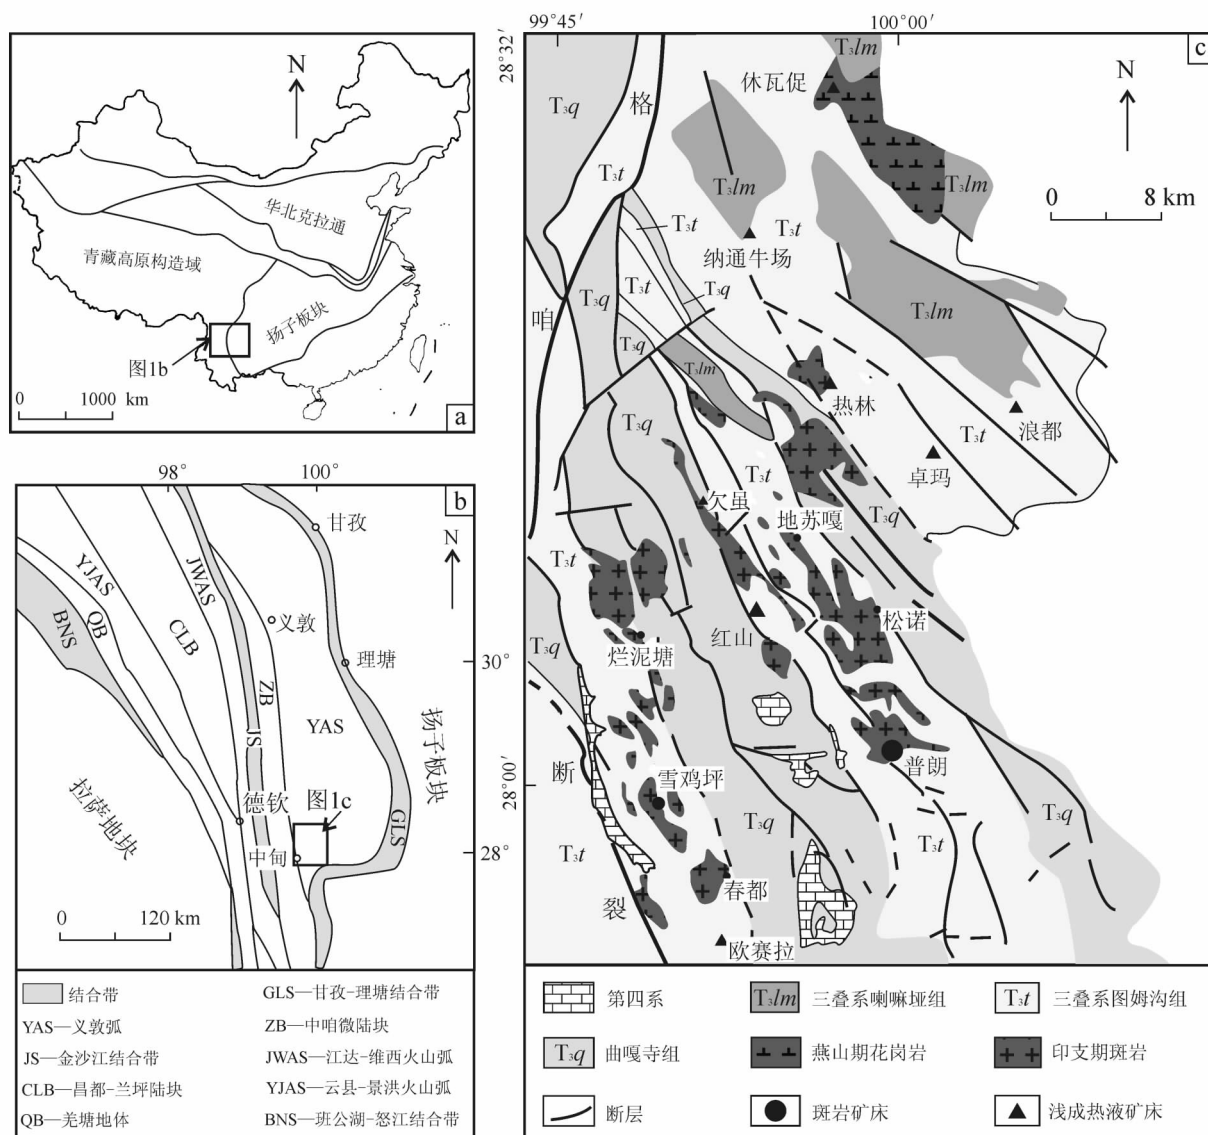 N
华北克拉通
青藏高原构造域
扬子板块
图1b
0 1000 km
a
98° 100°
b
甘孜
N
YJAS
JWAS
BNS
QB
CLB
义敦
理塘
30°
ZB
YAS
JS
扬子板块
拉萨地块
德钦
图1c
GLS
中甸
28°
0 120 km
结合带
GLS—甘孜-理塘结合带
YAS—义敦弧
ZB—中咱微陆块
JS—金沙江结合带
JWAS—江达-维西火山弧
CLB—昌都-兰坪陆块
YJAS—云县-景洪火山弧
QB—羌塘地体
BNS—班公湖-怒江结合带
99°45′ 100°00′
28°32′
T₃lm
c
休瓦促
N
格
T₃q
T₃t
T₃lm
T₃lm
0 8 km
T₃t
T₃t
纳通牛场
T₃q
T₃t
T₃q
T₃lm
咱
T₃q
T₃lm
热林
T₃q
浪都
T₃t
卓玛
T₃t
欠虽
地苏嘎
T₃q
T₃t
红山
松诺
烂泥塘
T₃q
断
普朗
28°00′
雪鸡坪
T₃q
T₃q
T₃t
T₃t
裂
春都
欧赛拉
第四系
T₃lm 三叠系喇嘛垭组
T₃t 三叠系图姆沟组
T₃q 曲嘎寺组
燕山期花岗岩
印支期斑岩
断层
斑岩矿床
浅成热液矿床